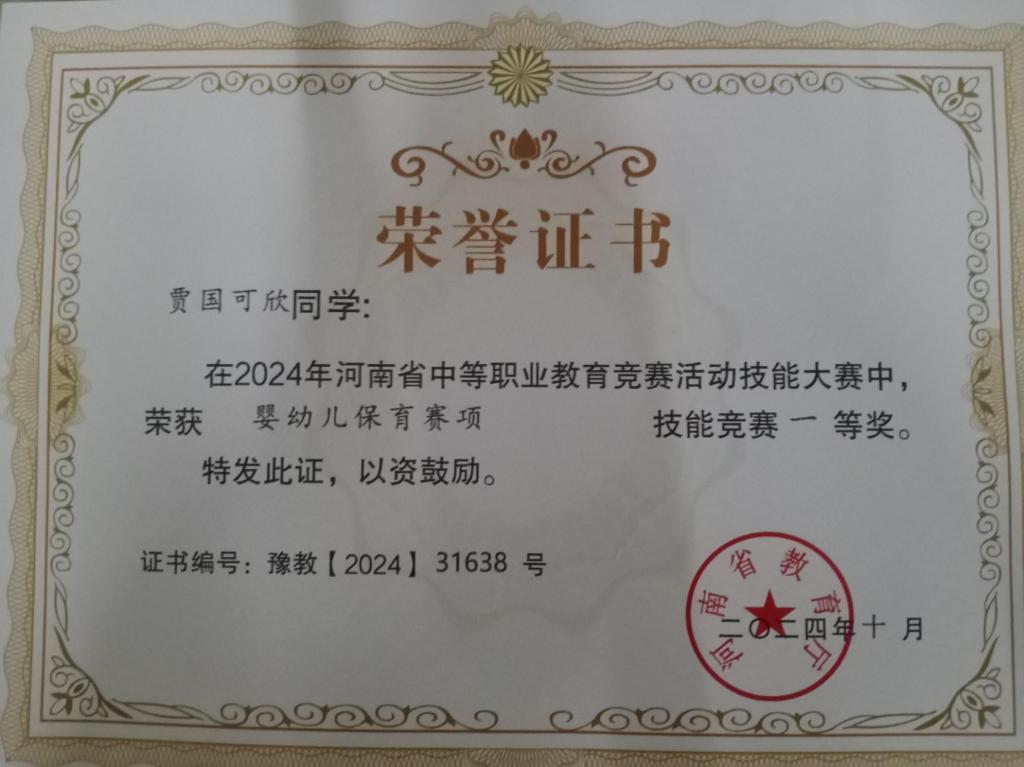 荣誉证书
贾国可欣同学:
在2024年河南省中等职业教育竞赛活动技能大赛中，
荣获 婴幼儿保育赛项 技能竞赛 一 等奖。
特发此证，以资鼓励。
证书编号：豫教【2024】31638 号
河南省教育厅
二〇二四年十 月